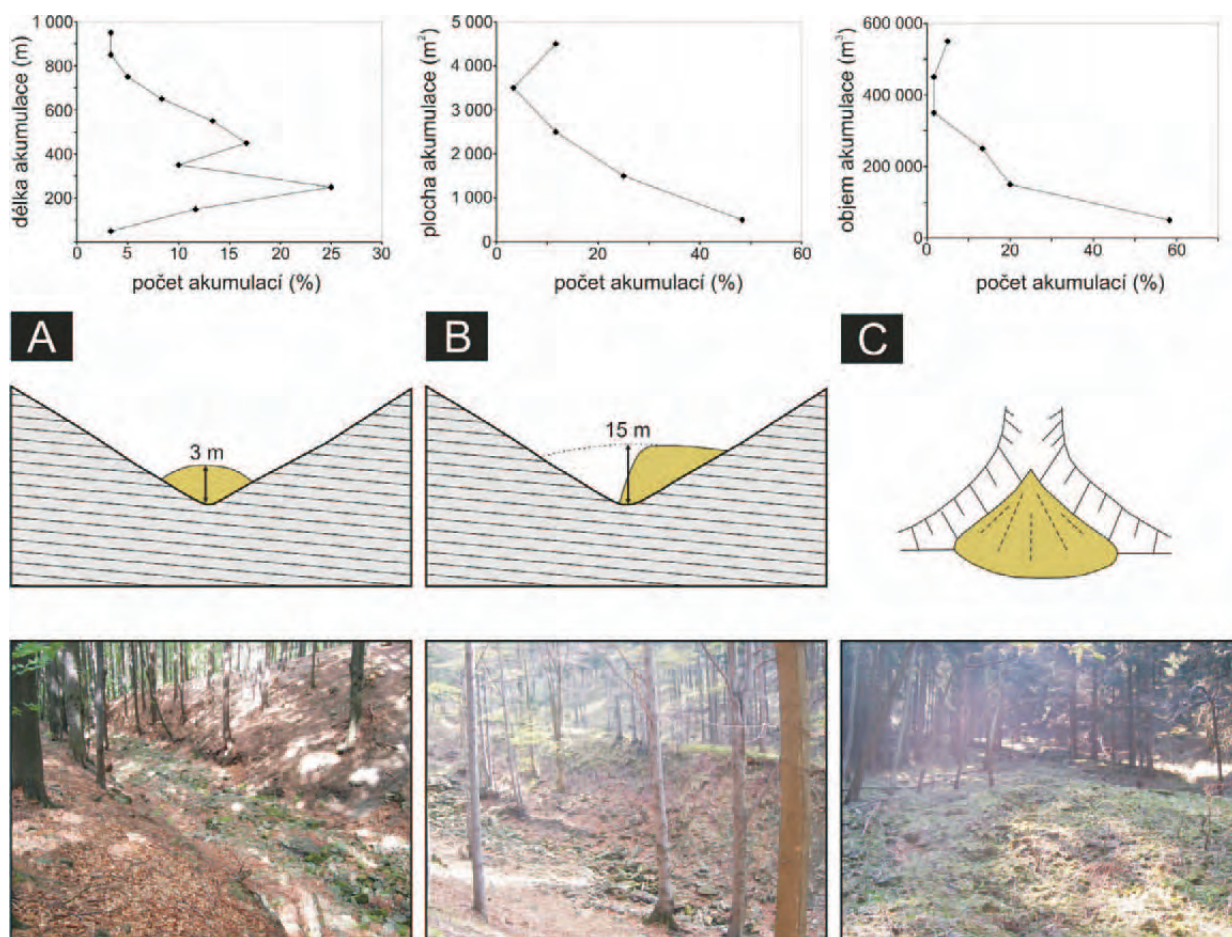 1 000
800
600
400
200
0
5
10
15
20
25
30
délka akumulace (m)
počet akumulací (%)
5 000
4 000
3 000
2 000
1 000
0
0
20
40
60
plocha akumulace (m²)
počet akumulací (%)
600 000
400 000
200 000
0
0
20
40
60
objem akumulace (m³)
počet akumulací (%)
A
B
C
3 m
15 m